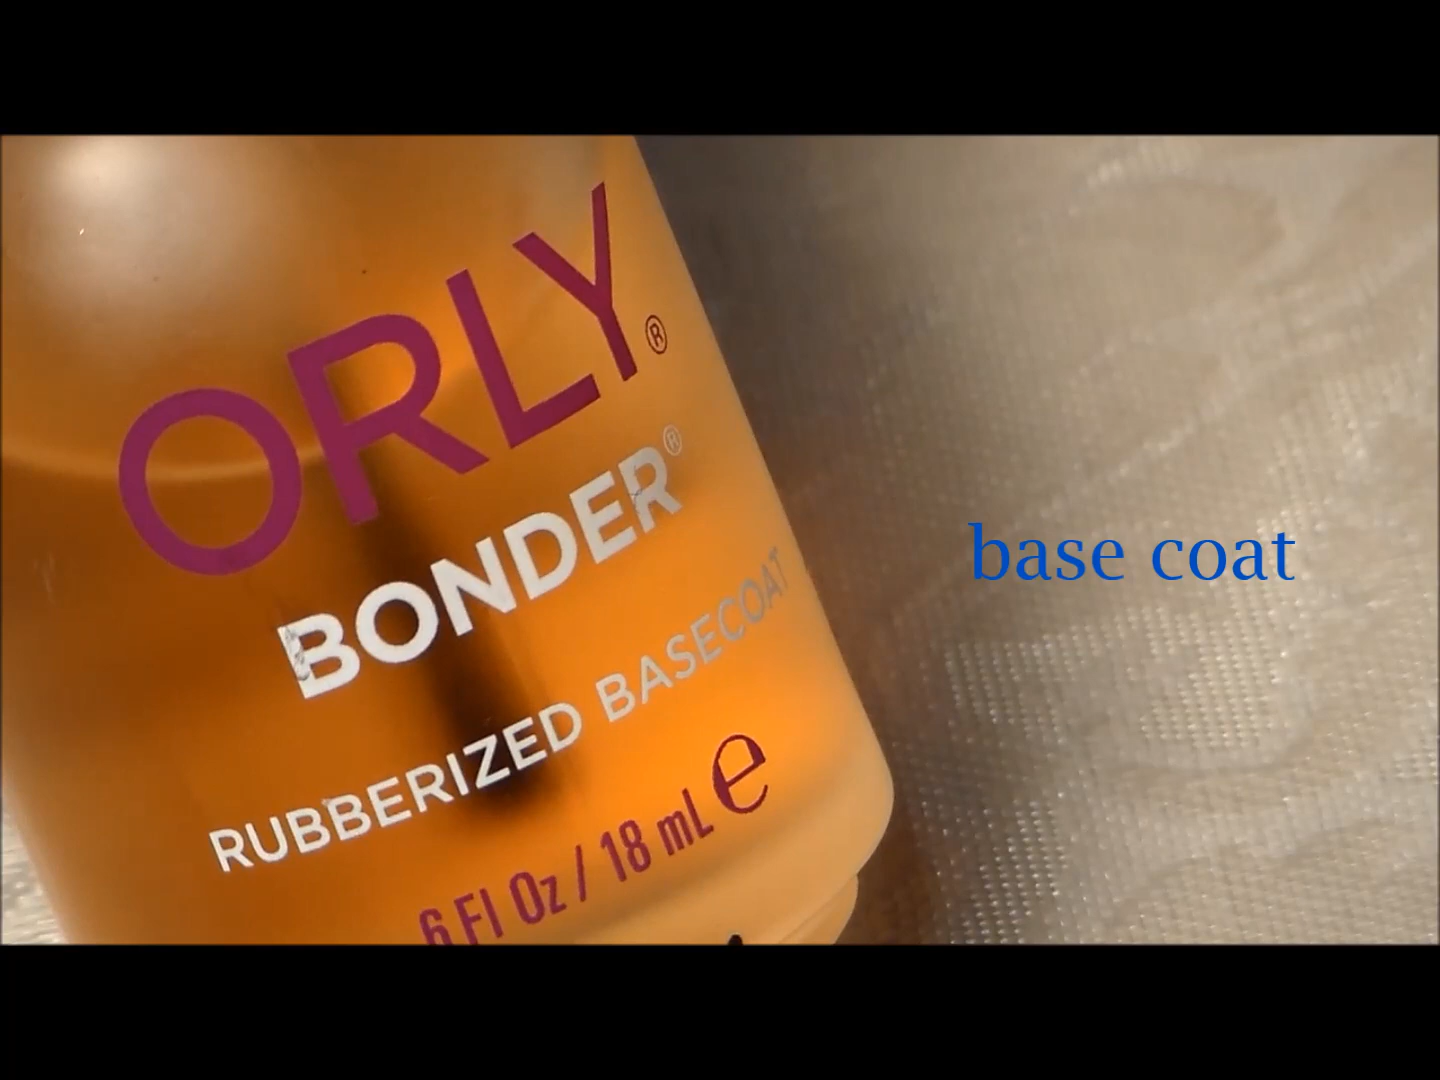 ORLY®
BONDER®
RUBBERIZED BASECOAT
6 Fl Oz / 18 mL e
base coat